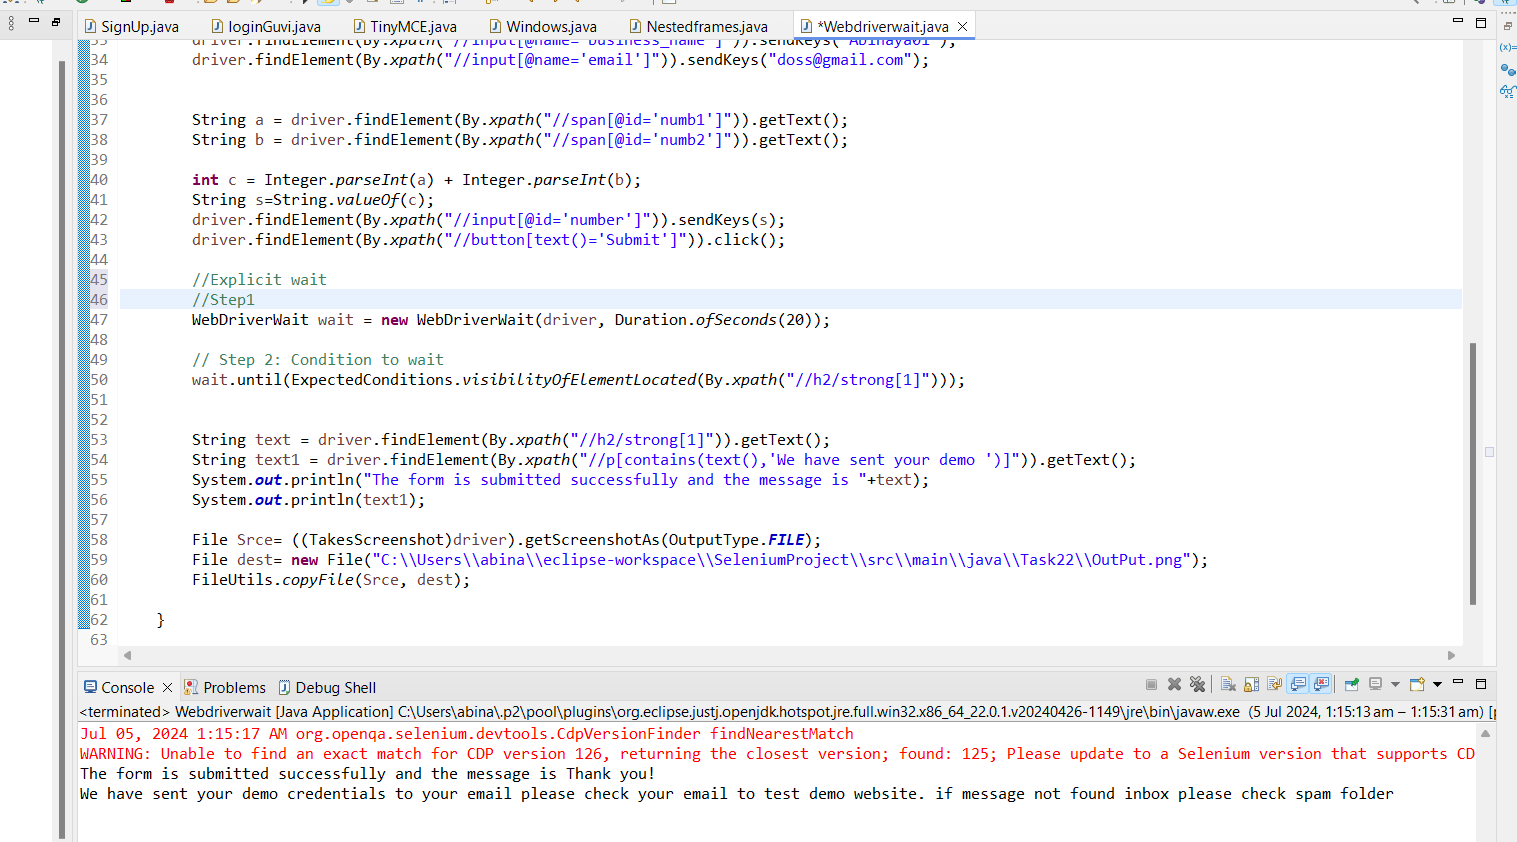 SignUp.java loginGuvi.java TinyMCE.java Windows.java Nestedframes.java *Webdriverwait.java
33 driver.findElement(By.xpath("//input[@name='business_name']")).sendKeys("Abinaya01");
34 driver.findElement(By.xpath("//input[@name='email']")).sendKeys("doss@gmail.com");
35
36
37 String a = driver.findElement(By.xpath("//span[@id='numb1']")).getText();
38 String b = driver.findElement(By.xpath("//span[@id='numb2']")).getText();
39
40 int c = Integer.parseInt(a) + Integer.parseInt(b);
41 String s=String.valueOf(c);
42 driver.findElement(By.xpath("//input[@id='number']")).sendKeys(s);
43 driver.findElement(By.xpath("//button[text()='Submit']")).click();
44
45 //Explicit wait
46 //Step1
47 WebDriverWait wait = new WebDriverWait(driver, Duration.ofSeconds(20));
48
49 // Step 2: Condition to wait
50 wait.until(ExpectedConditions.visibilityOfElementLocated(By.xpath("//h2/strong[1]")));
51
52
53 String text = driver.findElement(By.xpath("//h2/strong[1]")).getText();
54 String text1 = driver.findElement(By.xpath("//p[contains(text(),'We have sent your demo ')]")).getText();
55 System.out.println("The form is submitted successfully and the message is "+text);
56 System.out.println(text1);
57
58 File Srce= ((TakesScreenshot)driver).getScreenshotAs(OutputType.FILE);
59 File dest= new File("C:\\Users\\abina\\eclipse-workspace\\SeleniumProject\\src\\main\\java\\Task22\\OutPut.png");
60 FileUtils.copyFile(Srce, dest);
61
62 }
63
Console Problems Debug Shell
<terminated> Webdriverwait [Java Application] C:\Users\abina\.p2\pool\plugins\org.eclipse.justj.openjdk.hotspot.jre.full.win32.x86_64_22.0.1.v20240426-1149\jre\bin\javaw.exe (5 Jul 2024, 1:15:13 am – 1:15:31 am) [p
Jul 05, 2024 1:15:17 AM org.openqa.selenium.devtools.CdpVersionFinder findNearestMatch
WARNING: Unable to find an exact match for CDP version 126, returning the closest version; found: 125; Please update to a Selenium version that supports CD
The form is submitted successfully and the message is Thank you!
We have sent your demo credentials to your email please check your email to test demo website. if message not found inbox please check spam folder